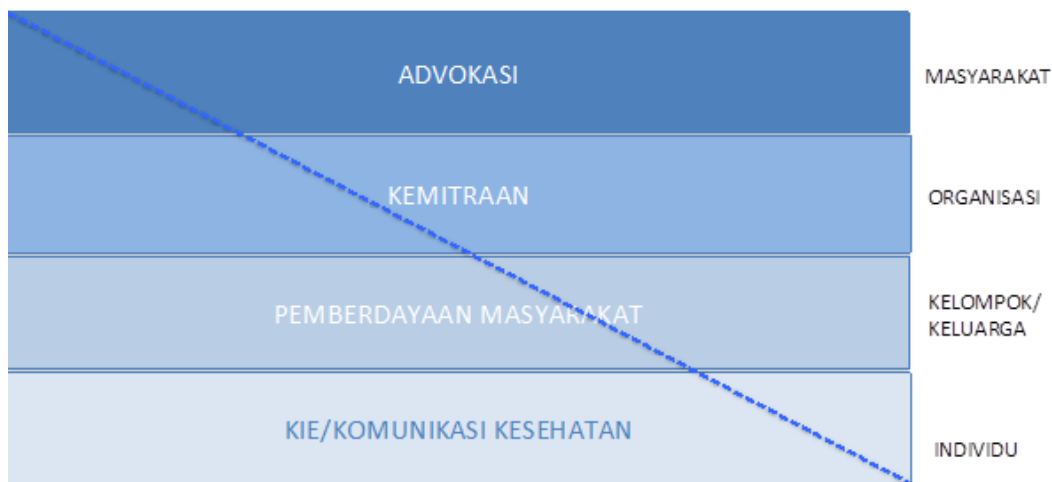 ADVOKASI
MASYARAKAT
KEMITRAAN
ORGANISASI
PEMBERDAYAAN MASYARAKAT
KELOMPOK/
KELUARGA
KIE/KOMUNIKASI KESEHATAN
INDIVIDU